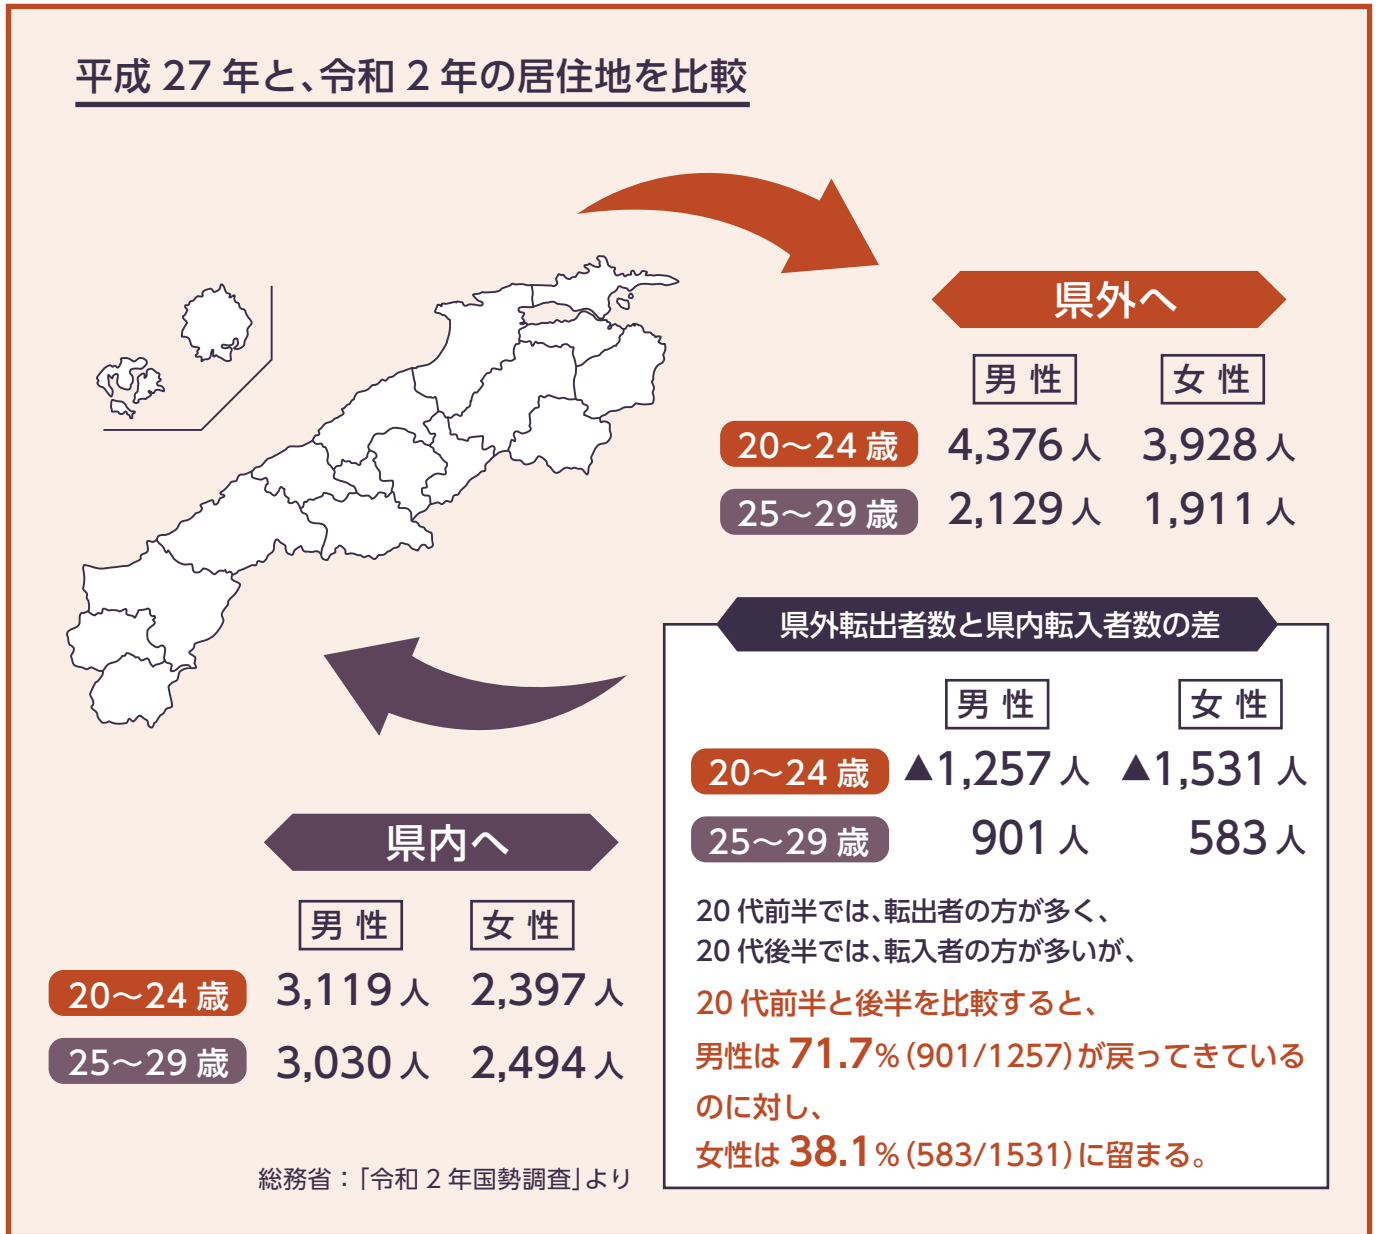 平成 27 年と、令和 2 年の居住地を比較
県外へ
男 性 女 性
20〜24 歳 4,376 人 3,928 人
25〜29 歳 2,129 人 1,911 人
県外転出者数と県内転入者数の差
男 性 女 性
20〜24 歳 ▲1,257 人 ▲1,531 人
25〜29 歳 901 人 583 人
20 代前半では、転出者の方が多く、
20 代後半では、転入者の方が多いが、
20 代前半と後半を比較すると、
男性は 71.7%(901/1257)が戻ってきている
のに対し、
女性は 38.1%(583/1531)に留まる。
県内へ
男 性 女 性
20〜24 歳 3,119 人 2,397 人
25〜29 歳 3,030 人 2,494 人
総務省：「令和 2 年国勢調査」より